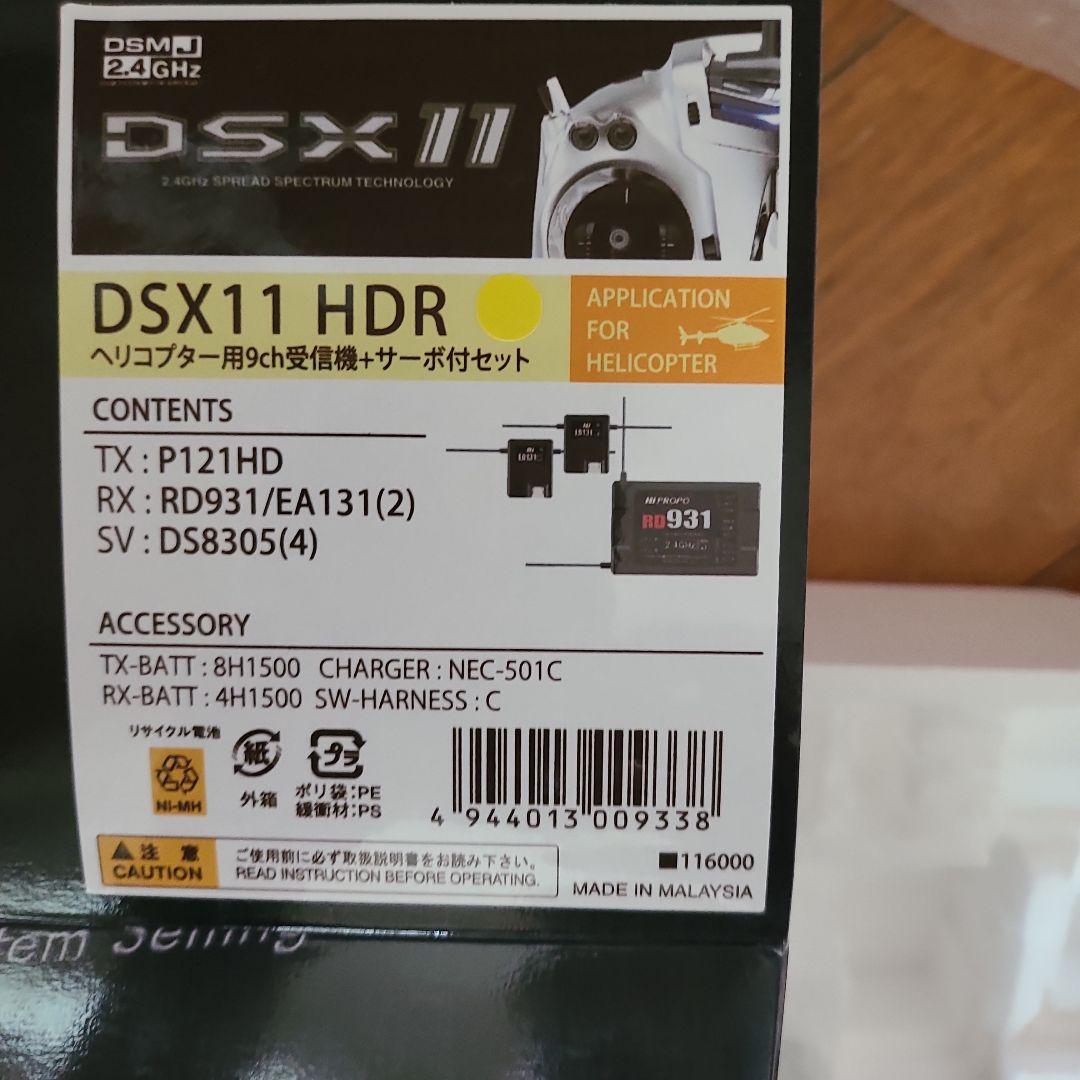 DSMJ
2.4GHz
DSX11
2.4GHz SPREAD SPECTRUM TECHNOLOGY
DSX11 HDR
ヘリコプター用9ch受信機+サーボ付セット
APPLICATION
FOR
HELICOPTER
CONTENTS
TX : P121HD
RX : RD931/EA131(2)
SV : DS8305(4)
PROPO
RD931
2.4GHz
ACCESSORY
TX-BATT : 8H1500 CHARGER : NEC-501C
RX-BATT : 4H1500 SW-HARNESS : C
リサイクル電池
NI-MH
紙
外箱
プラ
ポリ袋:PE
緩衝材:PS
4 944013 009338
▲注意
CAUTION
ご使用前に必ず取扱説明書をお読み下さい。
READ INSTRUCTION BEFORE OPERATING.
■116000
MADE IN MALAYSIA